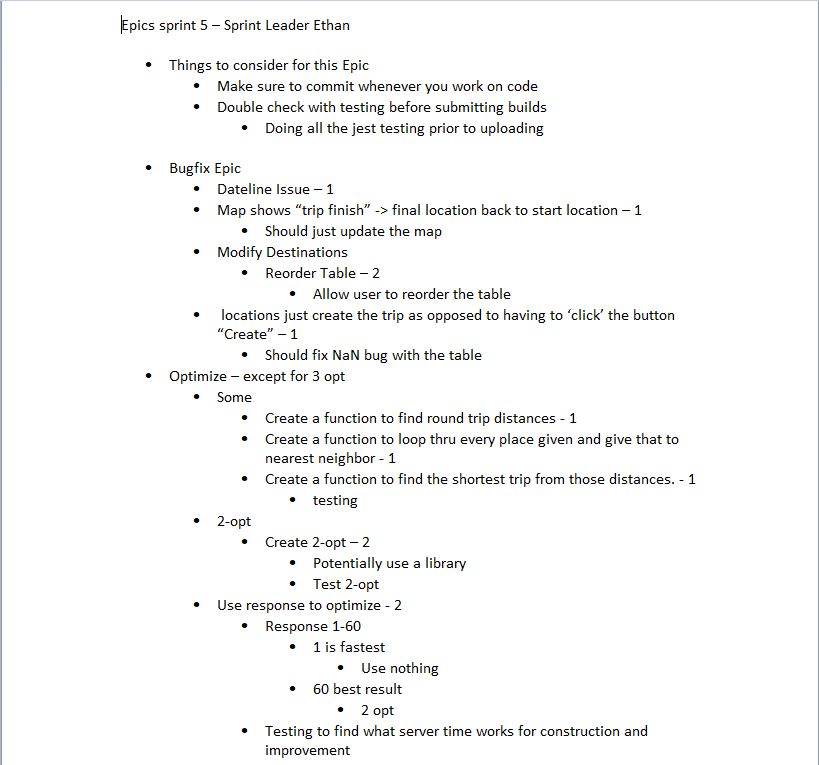 Epics sprint 5 – Sprint Leader Ethan
• Things to consider for this Epic
• Make sure to commit whenever you work on code
• Double check with testing before submitting builds
• Doing all the jest testing prior to uploading
• Bugfix Epic
• Dateline Issue – 1
• Map shows “trip finish” -> final location back to start location – 1
• Should just update the map
• Modify Destinations
• Reorder Table – 2
• Allow user to reorder the table
• locations just create the trip as opposed to having to ‘click’ the button
“Create” – 1
• Should fix NaN bug with the table
• Optimize – except for 3 opt
• Some
• Create a function to find round trip distances - 1
• Create a function to loop thru every place given and give that to
nearest neighbor - 1
• Create a function to find the shortest trip from those distances. - 1
• testing
• 2-opt
• Create 2-opt – 2
• Potentially use a library
• Test 2-opt
• Use response to optimize - 2
• Response 1-60
• 1 is fastest
• Use nothing
• 60 best result
• 2 opt
• Testing to find what server time works for construction and
improvement